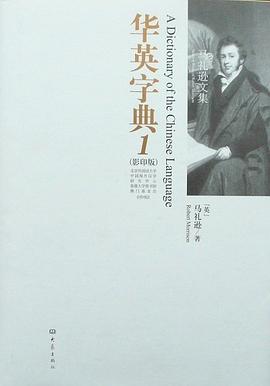 马礼逊文集
华英字典1
(影印版)
A Dictionary of the Chinese Language
[英]
马礼逊 / 著
Robert Morrison
大象出版社